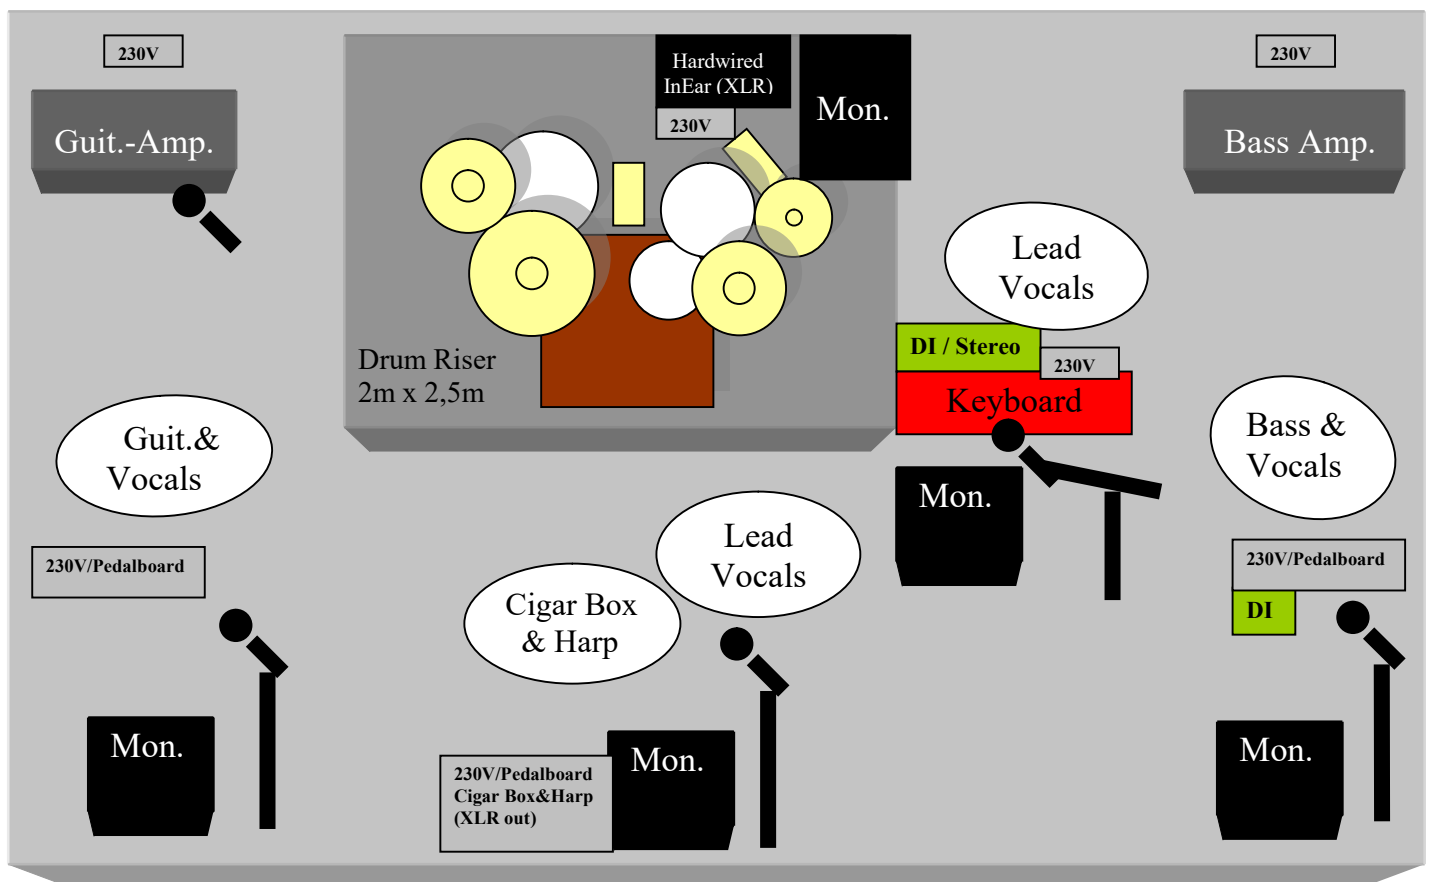 230V
Guit.-Amp.
Hardwired
InEar (XLR)
230V
Mon.
230V
Bass Amp.
Lead
Vocals
Drum Riser
2m x 2,5m
DI / Stereo
230V
Keyboard
Mon.
Guit.&
Vocals
Bass &
Vocals
230V/Pedalboard
Lead
Vocals
Cigar Box
& Harp
230V/Pedalboard
DI
Mon.
230V/Pedalboard
Cigar Box&Harp
(XLR out)
Mon.
Mon.